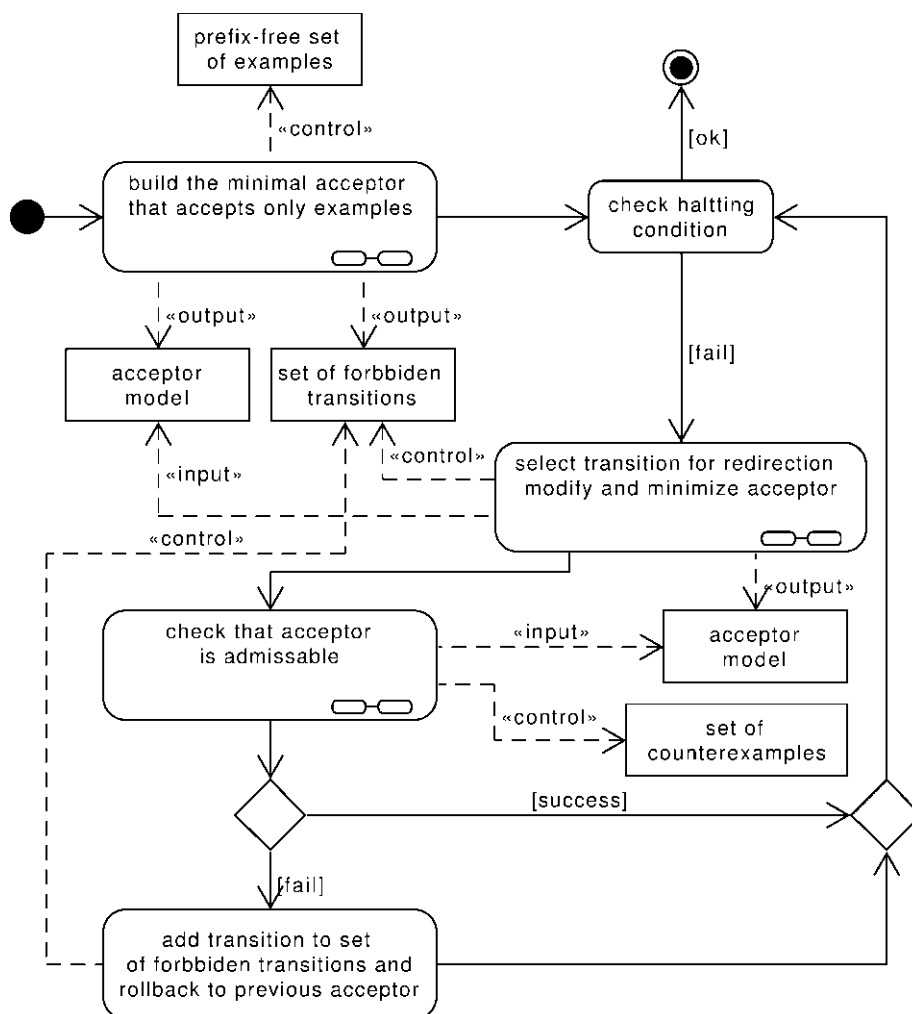 prefix-free set
of examples
«control»
[ok]
build the minimal acceptor
that accepts only examples
check haltting
condition
«output»
«output»
[fail]
acceptor
model
set of forbbiden
transitions
«control»
select transition for redirection
modify and minimize acceptor
«input»
«control»
«output»
check that acceptor
is admissable
«input»
acceptor
model
«control»
set of
counterexamples
[success]
[fail]
add transition to set
of forbbiden transitions and
rollback to previous acceptor